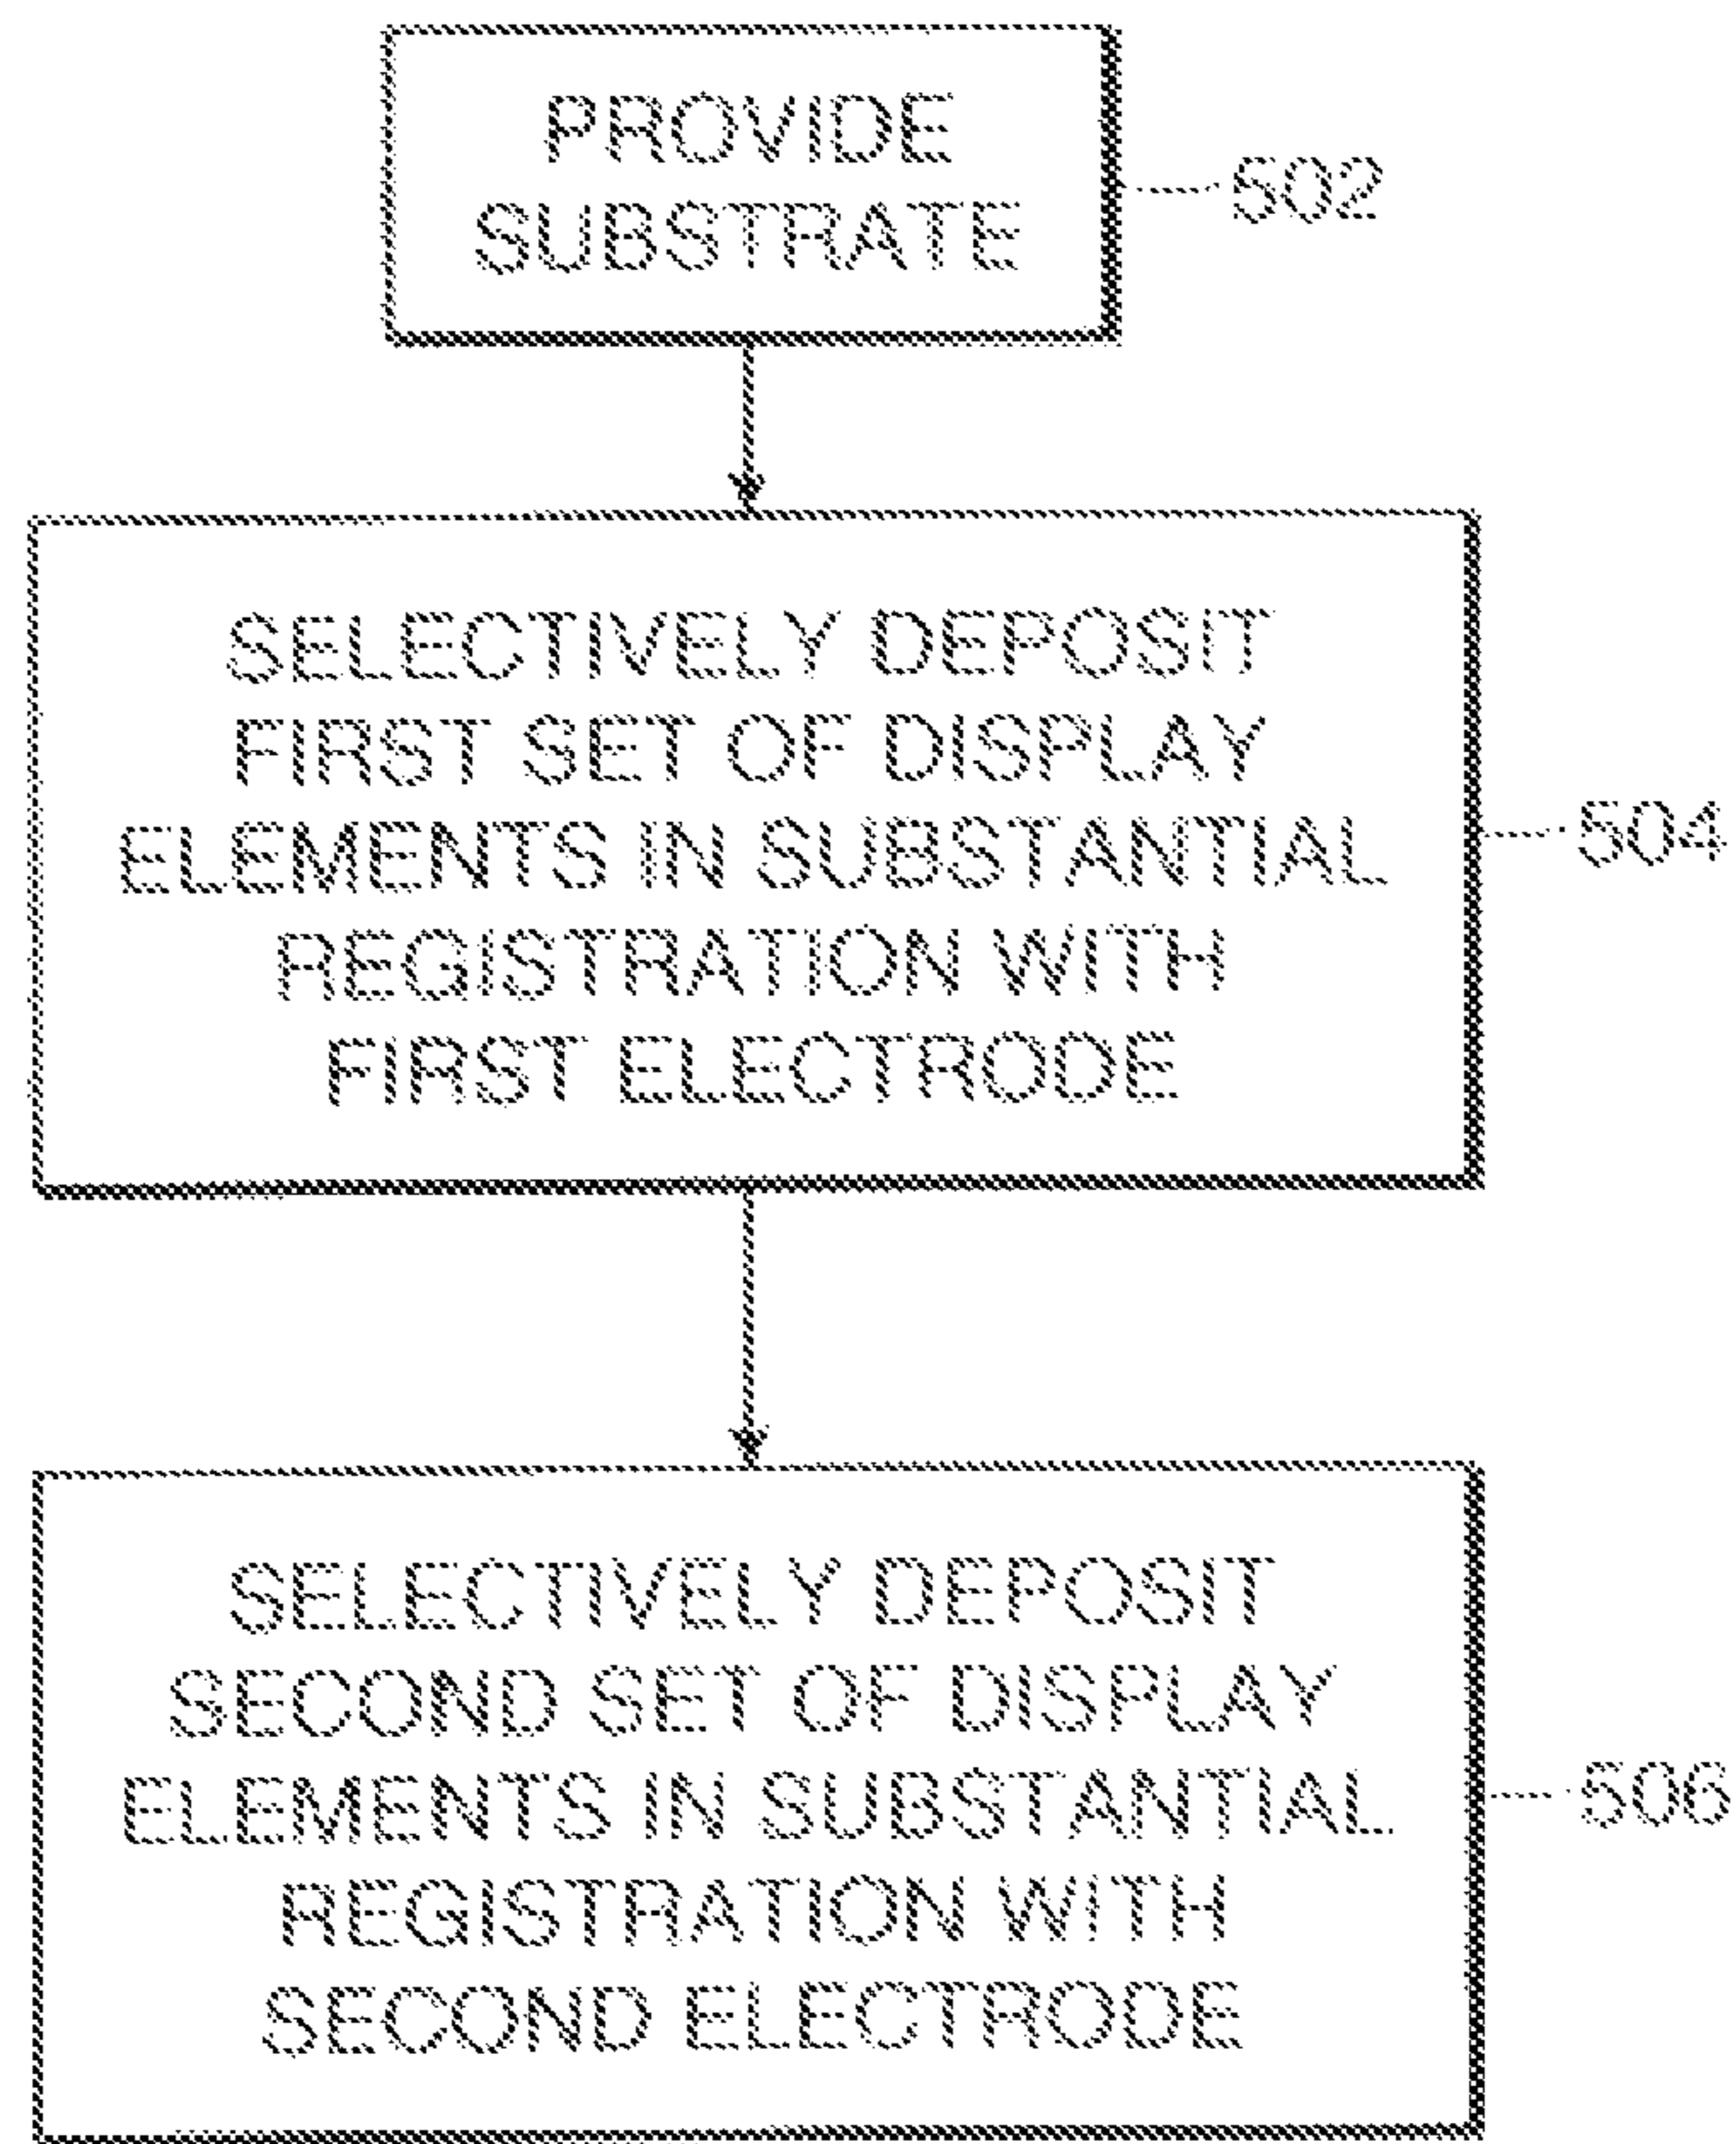 PROVIDE
SUBSTRATE
502
SELECTIVELY DEPOSIT
FIRST SET OF DISPLAY
ELEMENTS IN SUBSTANTIAL
REGISTRATION WITH
FIRST ELECTRODE
504
SELECTIVELY DEPOSIT
SECOND SET OF DISPLAY
ELEMENTS IN SUBSTANTIAL
REGISTRATION WITH
SECOND ELECTRODE
506